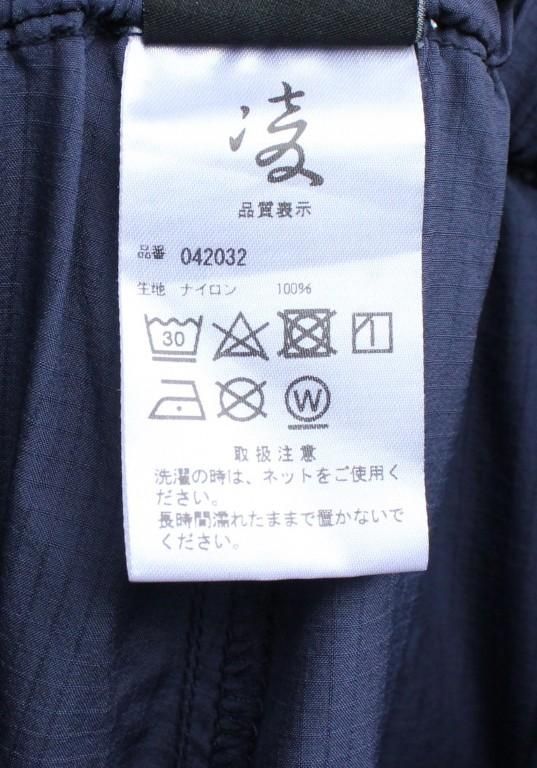 凌
品質表示
品番 042032
生地 ナイロン 100%
30
W
取扱注意
洗濯の時は、ネットをご使用く
ださい。
長時間濡れたままで置かないで
ください。